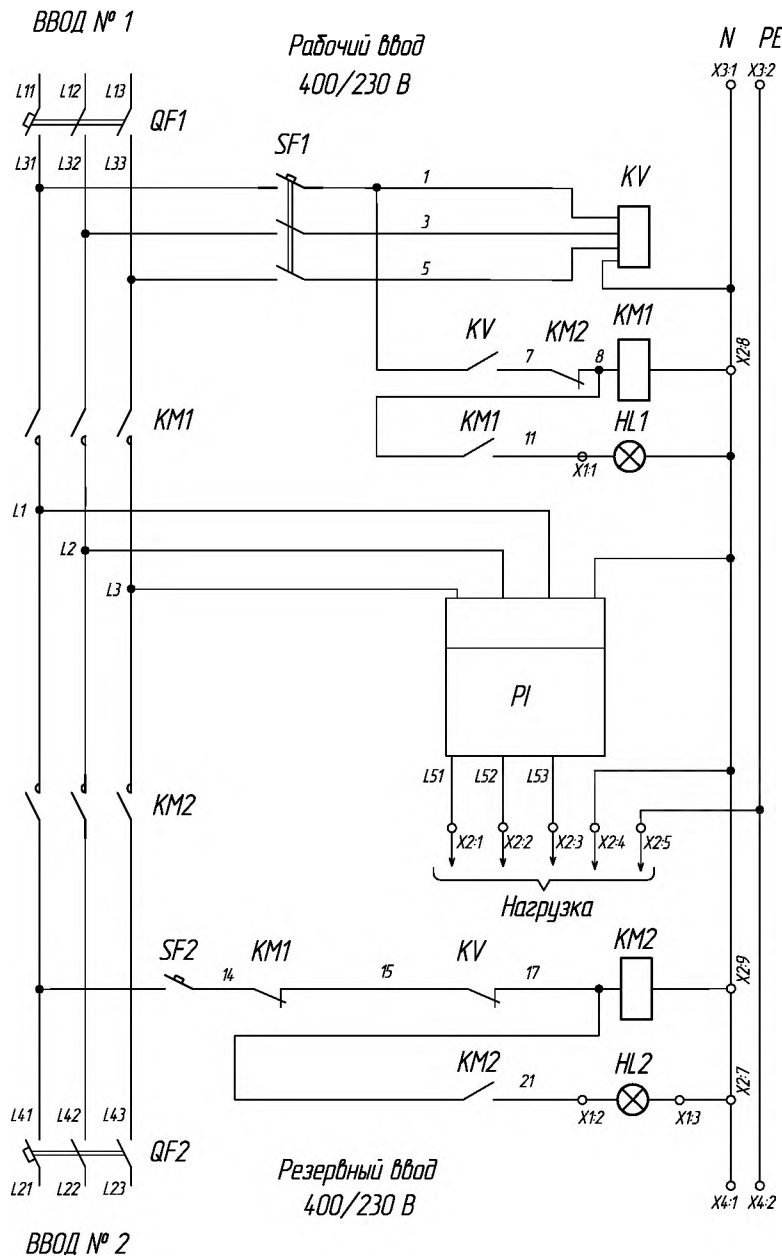 ВВОД № 1
Рабочий ввод
400/230 В
N PE
X3:1 X3:2
L11 L12 L13
QF1
L31 L32 L33
SF1
1
KV
3
5
KV
KM2
KM1
7
8
X2:8
KM1
KM1
11
HL1
X1:1
L1
L2
L3
PI
L51 L52 L53
KM2
X2:1 X2:2 X2:3 X2:4 X2:5
Нагрузка
SF2
14
KM1
15
KV
17
KM2
X2:9
KM2
21
HL2
X2:7
X1:2 X1:3
L41 L42 L43
QF2
L21 L22 L23
Резервный ввод
400/230 В
X4:1 X4:2
ВВОД № 2